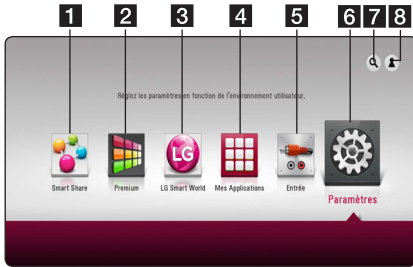 1 2 3 4 5 6 7 8
Réglez les paramètres en fonction de l'environnement utilisateur.
LG
Smart Share Premium LG Smart World Mes Applications Entrée
Paramètres